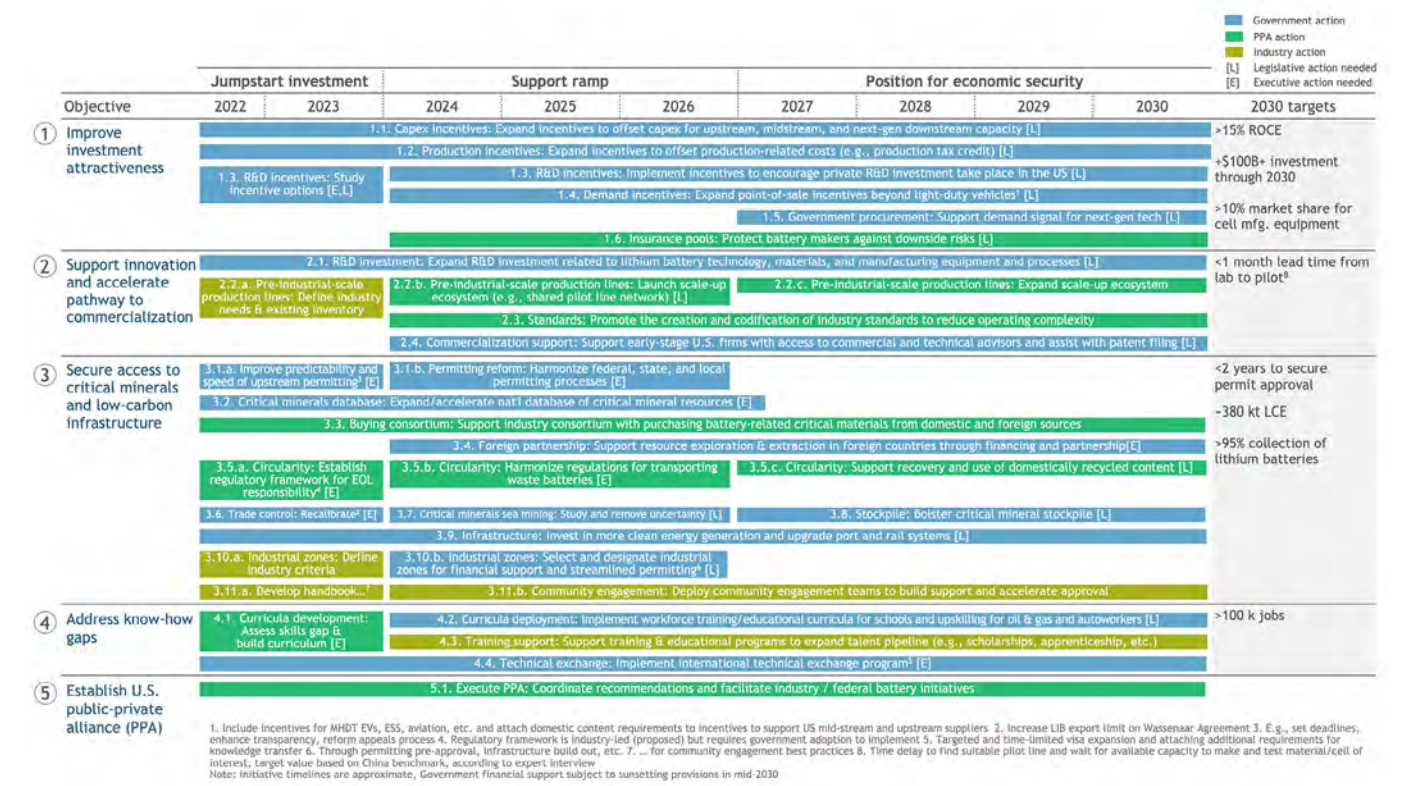 Government action
PPA action
Industry action
[L] Legislative action needed
[E] Executive action needed
Jumpstart investment
Support ramp
Position for economic security
Objective
2022
2023
2024
2025
2026
2027
2028
2029
2030
2030 targets
1
Improve
investment
attractiveness
1.1. Capex incentives: Expand incentives to offset capex for upstream, midstream, and next-gen downstream capacity [L]
1.2. Production incentives: Expand incentives to offset production-related costs (e.g., production tax credit) [L]
1.3. R&D incentives: Study
incentive options [E,L]
1.3. R&D incentives: Implement incentives to encourage private R&D investment take place in the US [L]
1.4. Demand incentives: Expand point-of-sale incentives beyond light-duty vehicles¹ [L]
1.5. Government procurement: Support demand signal for next-gen tech [L]
1.6. Insurance pools: Protect battery makers against downside risks [L]
>15% ROCE
+$100B+ investment
through 2030
>10% market share for
cell mfg. equipment
2
Support innovation
and accelerate
pathway to
commercialization
2.1. R&D investment: Expand R&D investment related to lithium battery technology, materials, and manufacturing equipment and processes [L]
2.2.a. Pre-industrial-scale
production lines: Define industry
needs & existing inventory
2.2.b. Pre-industrial-scale production lines: Launch scale-up
ecosystem (e.g., shared pilot line network) [L]
2.2.c. Pre-industrial-scale production lines: Expand scale-up ecosystem
2.3. Standards: Promote the creation and codification of industry standards to reduce operating complexity
2.4. Commercialization support: Support early-stage U.S. firms with access to commercial and technical advisors and assist with patent filing [L]
<1 month lead time from
lab to pilot⁸
3
Secure access to
critical minerals
and low-carbon
infrastructure
3.1.a. Improve predictability and
speed of upstream permitting³ [E]
3.1.b. Permitting reform: Harmonize federal, state, and local
permitting processes [E]
3.2. Critical minerals database: Expand/accelerate nat'l database of critical mineral resources [E]
3.3. Buying consortium: Support industry consortium with purchasing battery-related critical materials from domestic and foreign sources
3.4. Foreign partnership: Support resource exploration & extraction in foreign countries through financing and partnership[E]
3.5.a. Circularity: Establish
regulatory framework for EOL
responsibility⁴ [E]
3.5.b. Circularity: Harmonize regulations for transporting
waste batteries [E]
3.5.c. Circularity: Support recovery and use of domestically recycled content [L]
3.6. Trade control: Recalibrate² [E]
3.7. Critical minerals sea mining: Study and remove uncertainty [L]
3.8. Stockpile: Bolster critical mineral stockpile [L]
3.9. Infrastructure: Invest in more clean energy generation and upgrade port and rail systems [L]
3.10.a. Industrial zones: Define
industry criteria
3.10.b. Industrial zones: Select and designate industrial
zones for financial support and streamlined permitting⁶ [L]
3.11.a. Develop handbook...⁷
3.11.b. Community engagement: Deploy community engagement teams to build support and accelerate approval
<2 years to secure
permit approval
~380 kt LCE
>95% collection of
lithium batteries
4
Address know-how
gaps
4.1. Curricula development:
Assess skills gap &
build curriculum [E]
4.2. Curricula deployment: Implement workforce training/educational curricula for schools and upskilling for oil & gas and autoworkers [L]
4.3. Training support: Support training & educational programs to expand talent pipeline (e.g., scholarships, apprenticeship, etc.)
4.4. Technical exchange: Implement international technical exchange program⁵ [E]
>100 k jobs
5
Establish U.S.
public-private
alliance (PPA)
5.1. Execute PPA: Coordinate recommendations and facilitate industry / federal battery initiatives
1. Include incentives for MHDT EVs, ESS, aviation, etc. and attach domestic content requirements to incentives to support US mid-stream and upstream suppliers 2. Increase LIB export limit on Wassenaar Agreement 3. E.g., set deadlines,
enhance transparency, reform appeals process 4. Regulatory framework is industry-led (proposed) but requires government adoption to implement 5. Targeted and time-limited visa expansion and attaching additional requirements for
knowledge transfer 6. Through permitting pre-approval, infrastructure build out, etc. 7. ... for community engagement best practices 8. Time delay to find suitable pilot line and wait for available capacity to make and test material/cell of
interest, target value based on China benchmark, according to expert interview
Note: Initiative timelines are approximate, Government financial support subject to sunsetting provisions in mid-2030